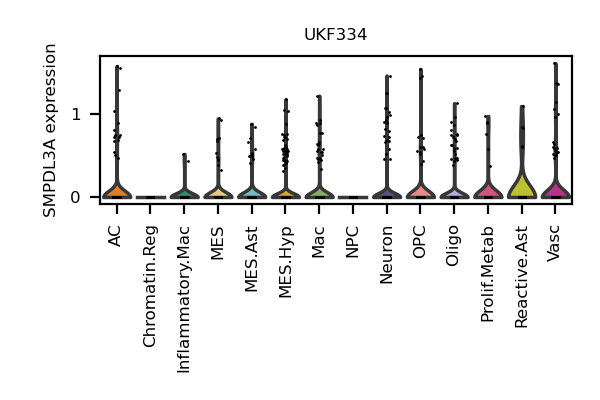 UKF334
SMPDL3A expression
1
0
AC
Chromatin.Reg
Inflammatory.Mac
MES
MES.Ast
MES.Hyp
Mac
NPC
Neuron
OPC
Oligo
Prolif.Metab
Reactive.Ast
Vasc